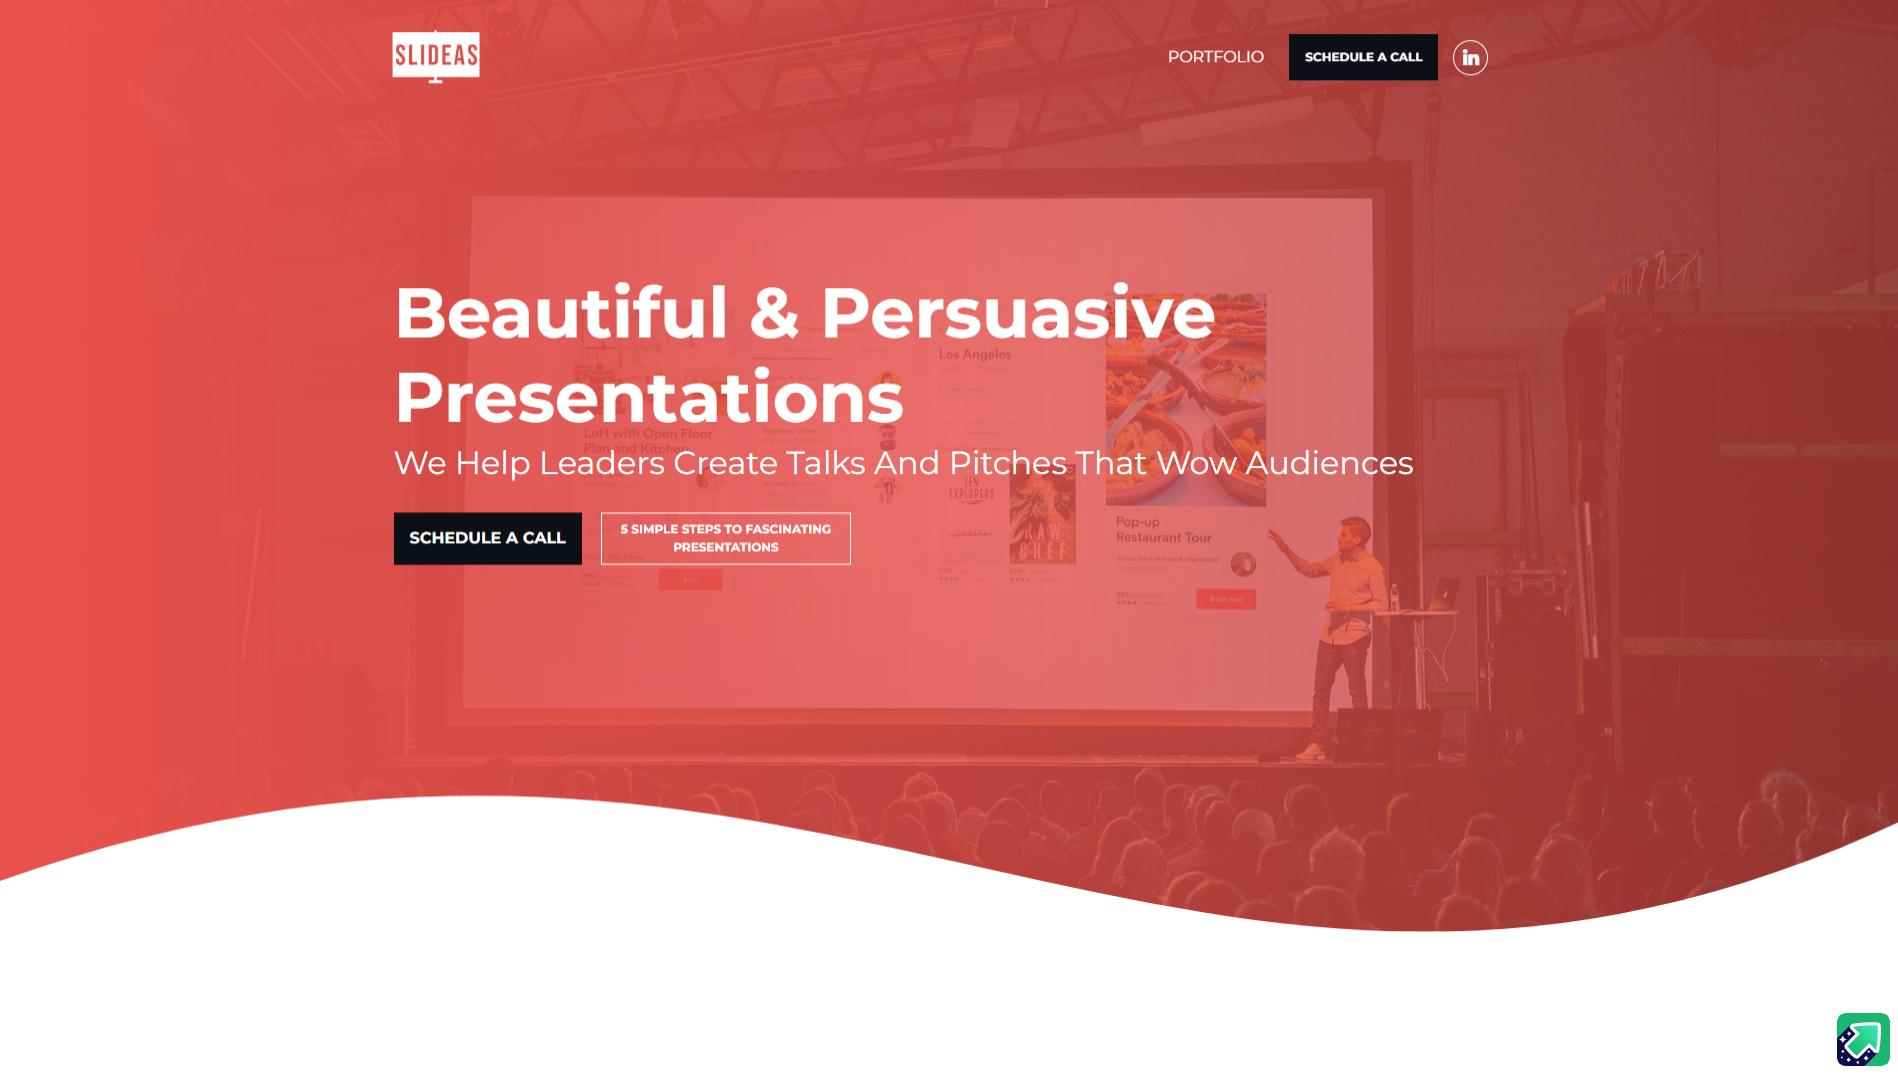 SLIDEAS
PORTFOLIO
SCHEDULE A CALL
in
Beautiful & Persuasive
Presentations
We Help Leaders Create Talks And Pitches That Wow Audiences
SCHEDULE A CALL
5 SIMPLE STEPS TO FASCINATING
PRESENTATIONS
Los Angeles
Loft with Open Floor
Plan and Kitchen
ZEN
EXPLORERS
RAW
CHEF
Pop-up
Restaurant Tour
Book now